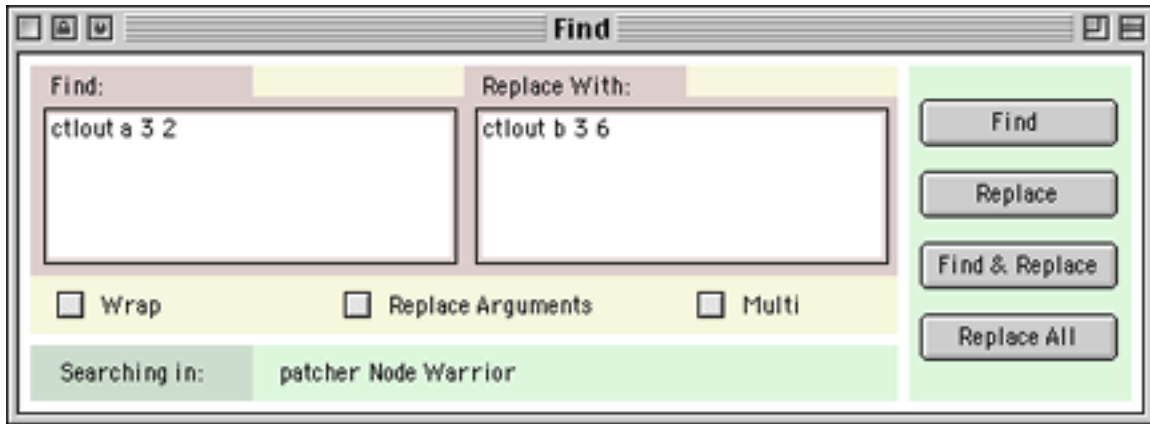 Find
Find:
Replace With:
ctlout a 3 2
ctlout b 3 6
Wrap
Replace Arguments
Multi
Searching in:
patcher Node Warrior
Find
Replace
Find & Replace
Replace All